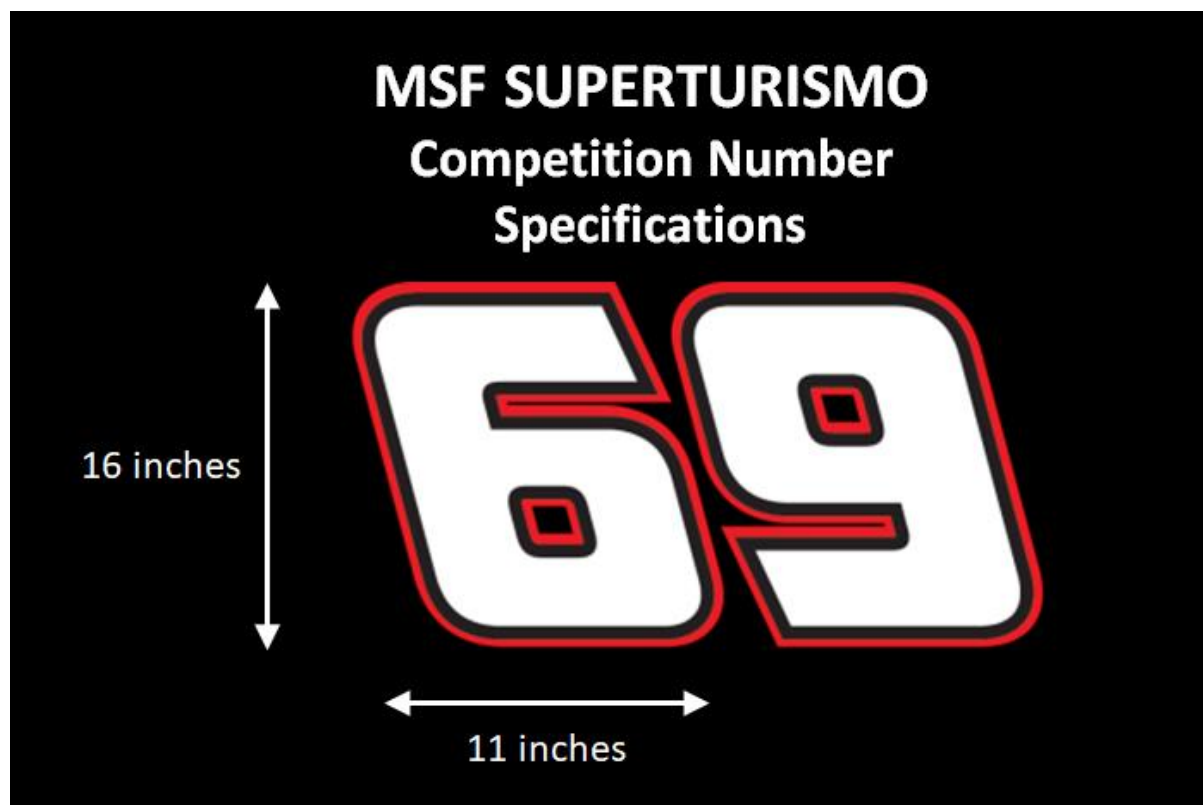 MSF SUPERTURISMO
Competition Number
Specifications
69
16 inches
11 inches